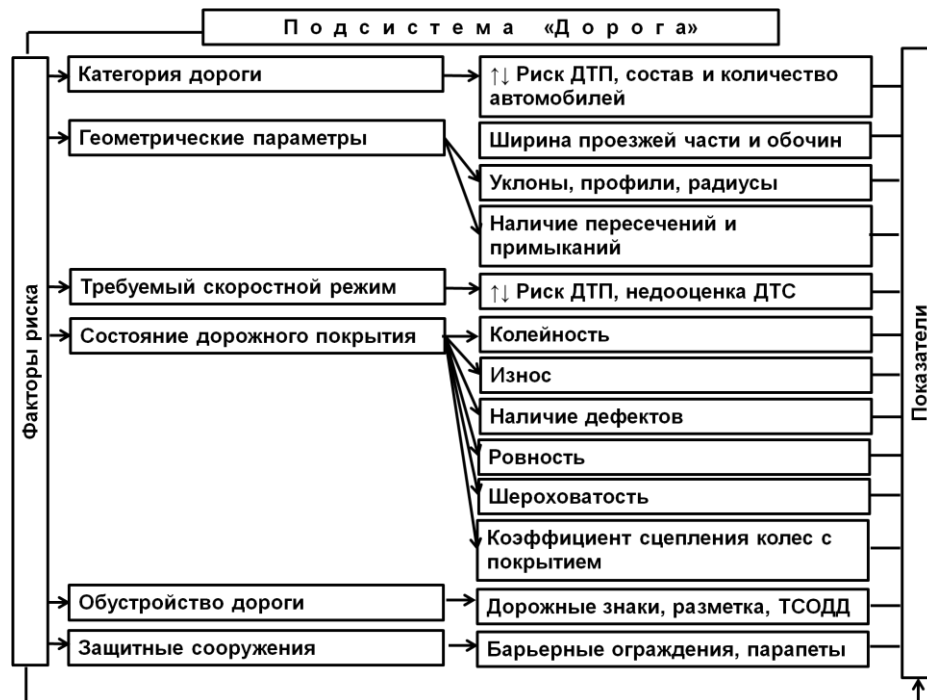 Подсистема «Дорога»
Факторы риска
Категория дороги
↑↓ Риск ДТП, состав и количество
автомобилей
Геометрические параметры
Ширина проезжей части и обочин
Уклоны, профили, радиусы
Наличие пересечений и
примыканий
Требуемый скоростной режим
↑↓ Риск ДТП, недооценка ДТС
Состояние дорожного покрытия
Колейность
Износ
Наличие дефектов
Ровность
Шероховатость
Коэффициент сцепления колес с
покрытием
Обустройство дороги
Дорожные знаки, разметка, ТСОДД
Защитные сооружения
Барьерные ограждения, парапеты
Показатели